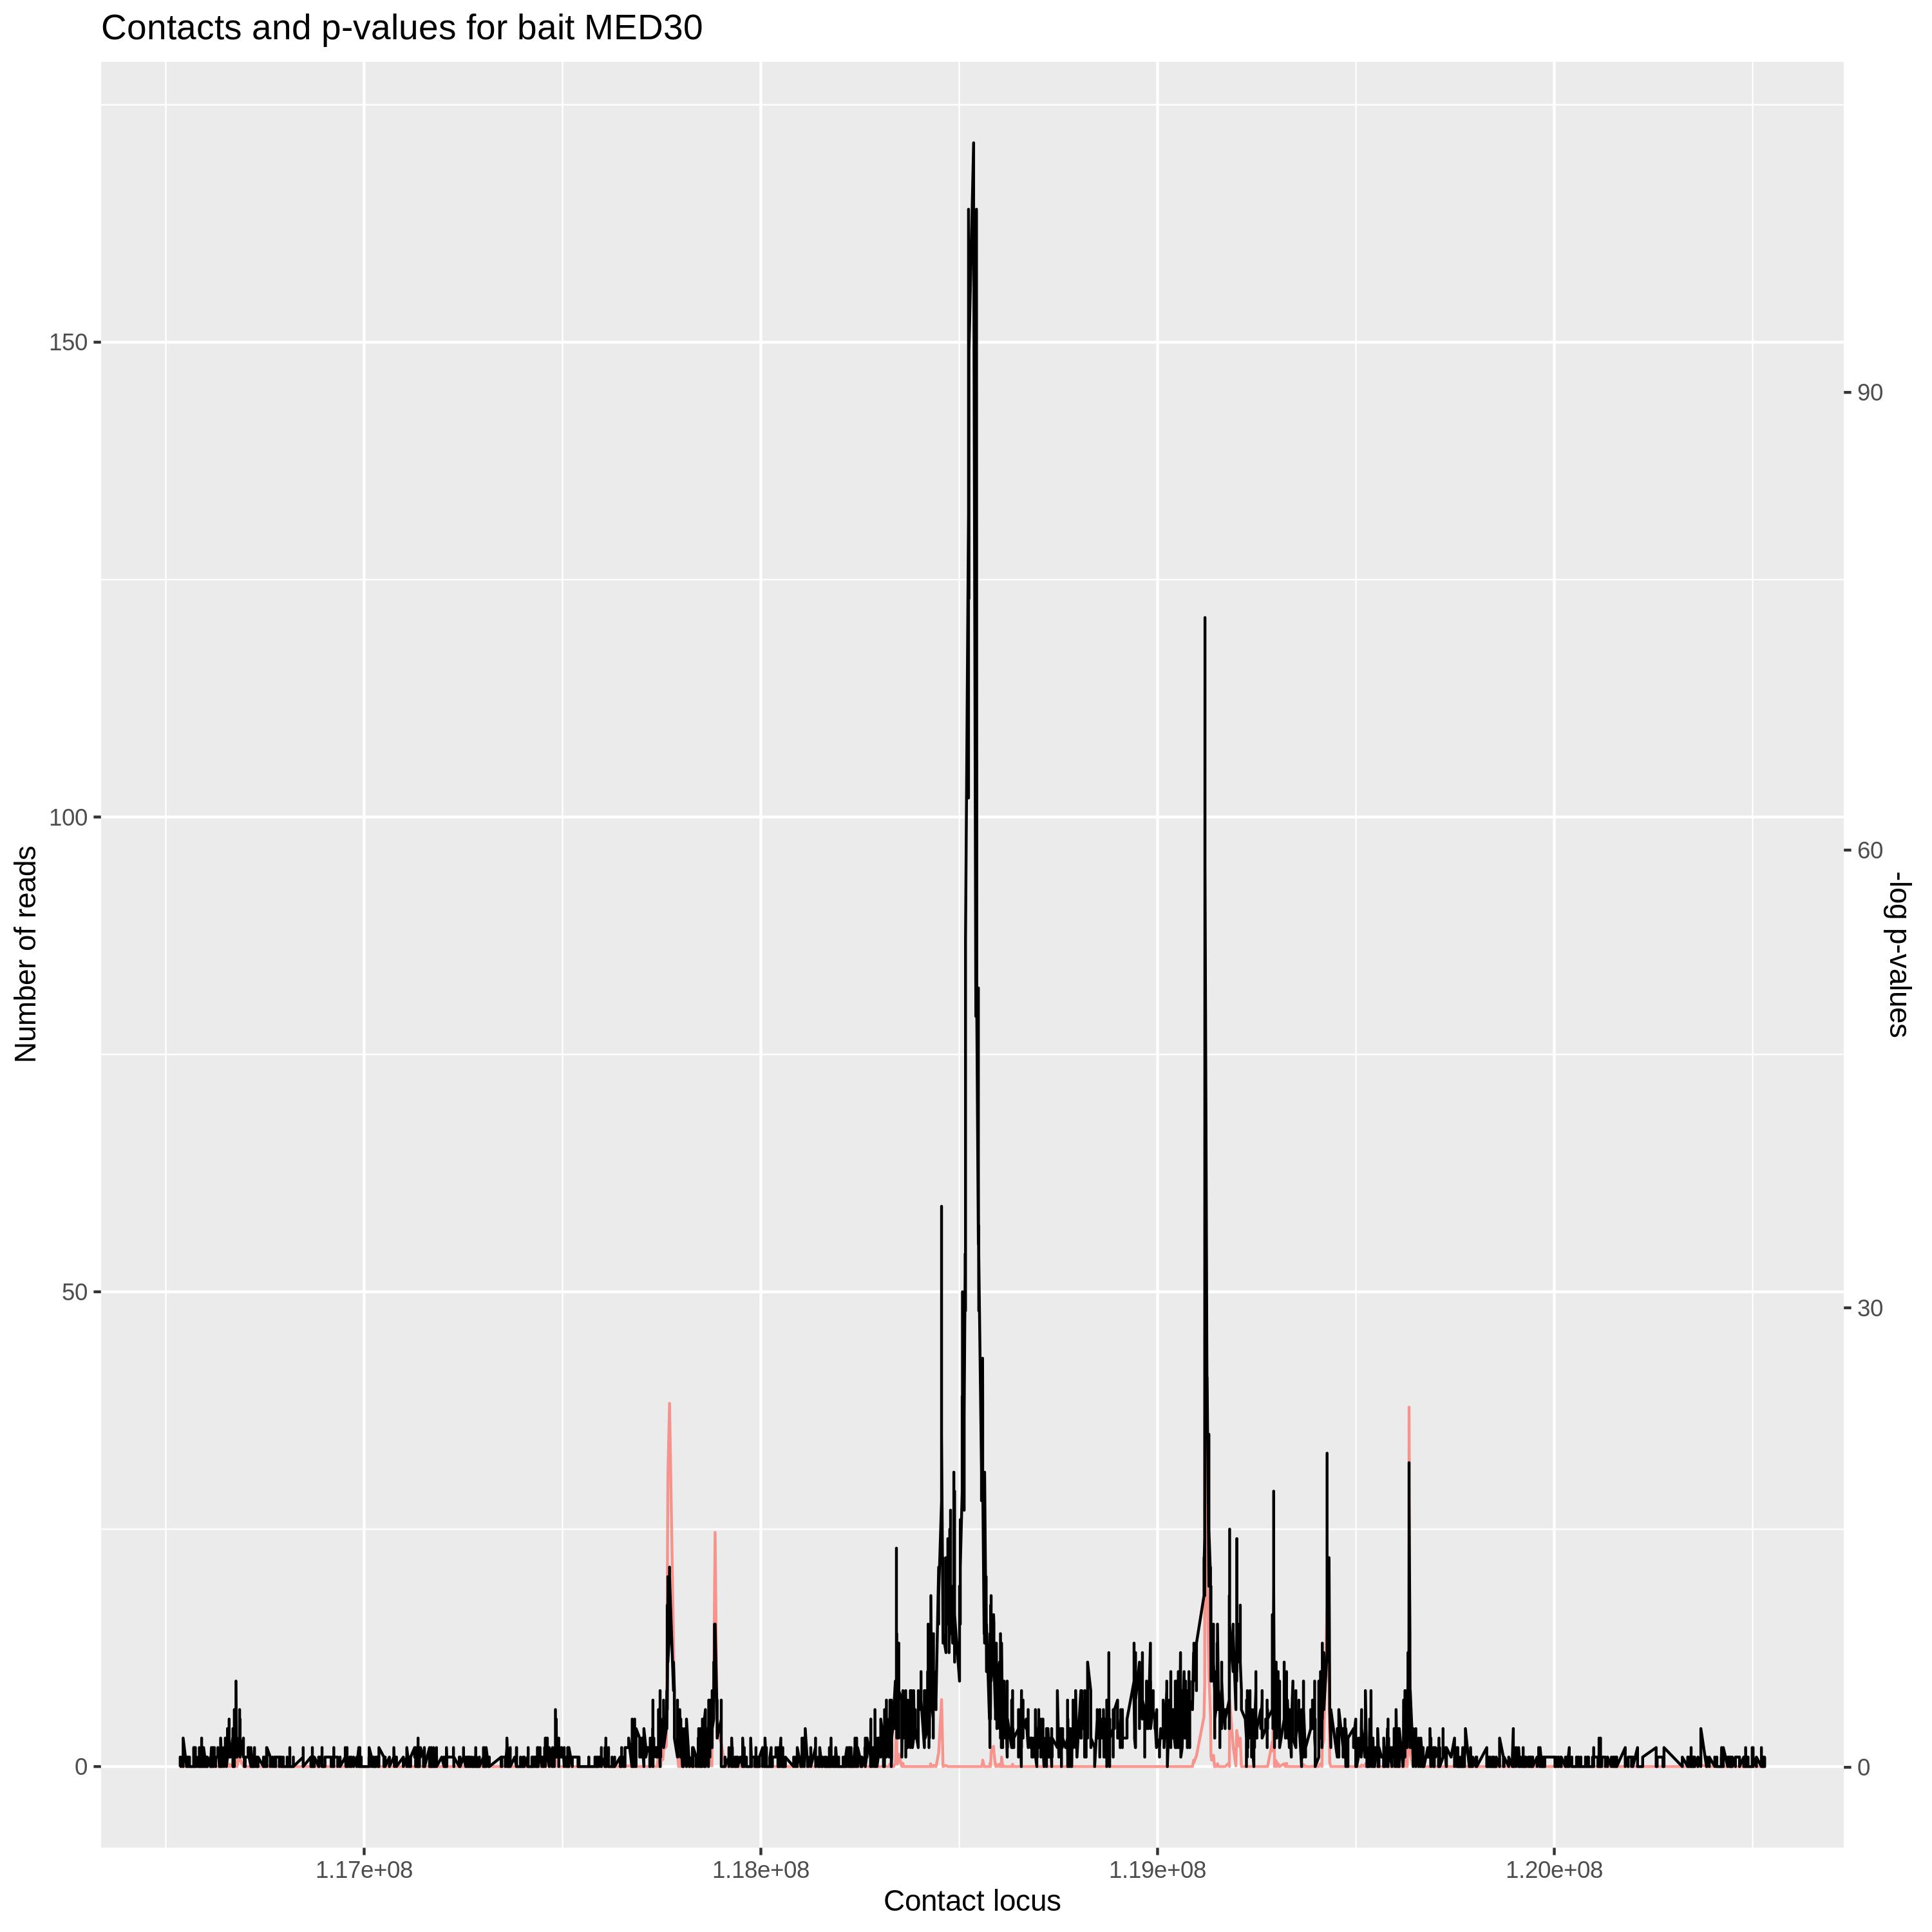 Contacts and p-values for bait MED30
150
100
50
0
90
60
30
0
Number of reads
-log p-values
1.17e+08
1.18e+08
1.19e+08
1.20e+08
Contact locus